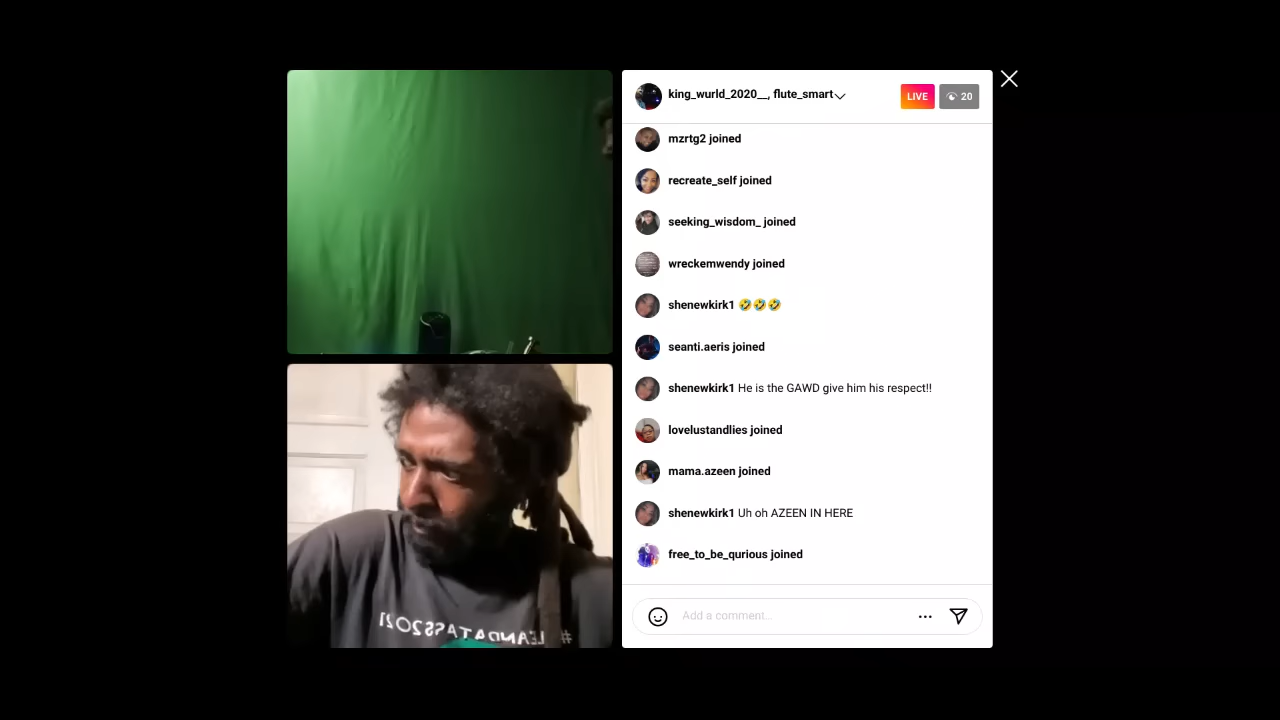 king_wurld_2020__, flute_smart
LIVE
20
mzrtg2 joined
recreate_self joined
seeking_wisdom_ joined
wreckemwendy joined
shenewkirk1 🤣🤣🤣
seanti.aeris joined
shenewkirk1 He is the GAWD give him his respect!!
lovelustandlies joined
mama.azeen joined
shenewkirk1 Uh oh AZEEN IN HERE
free_to_be_qurious joined
Add a comment...